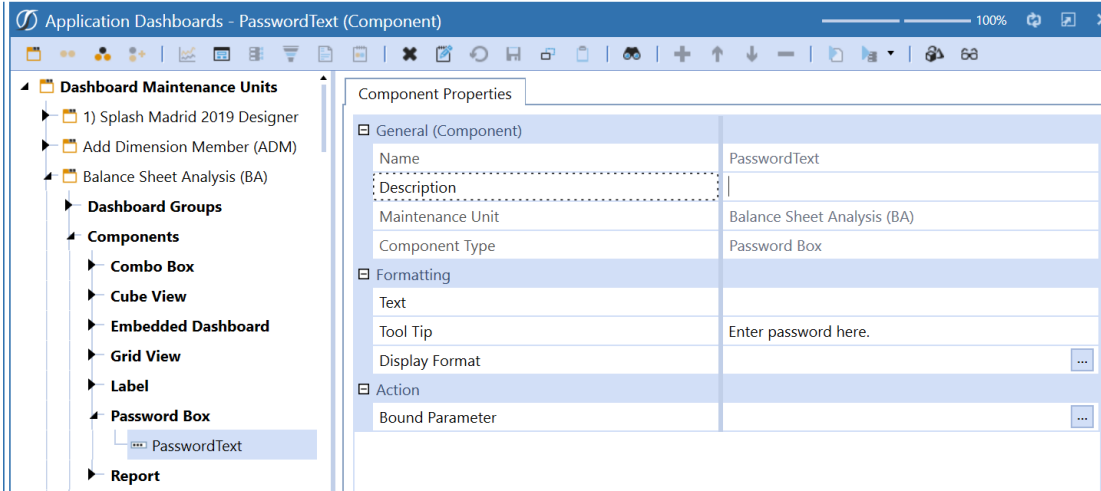 Application Dashboards - PasswordText (Component)
100%
Dashboard Maintenance Units
1) Splash Madrid 2019 Designer
Add Dimension Member (ADM)
Balance Sheet Analysis (BA)
Dashboard Groups
Components
Combo Box
Cube View
Embedded Dashboard
Grid View
Label
Password Box
PasswordText
Report
Component Properties
General (Component)
Name PasswordText
Description
Maintenance Unit Balance Sheet Analysis (BA)
Component Type Password Box
Formatting
Text
Tool Tip Enter password here.
Display Format ...
Action
Bound Parameter ...